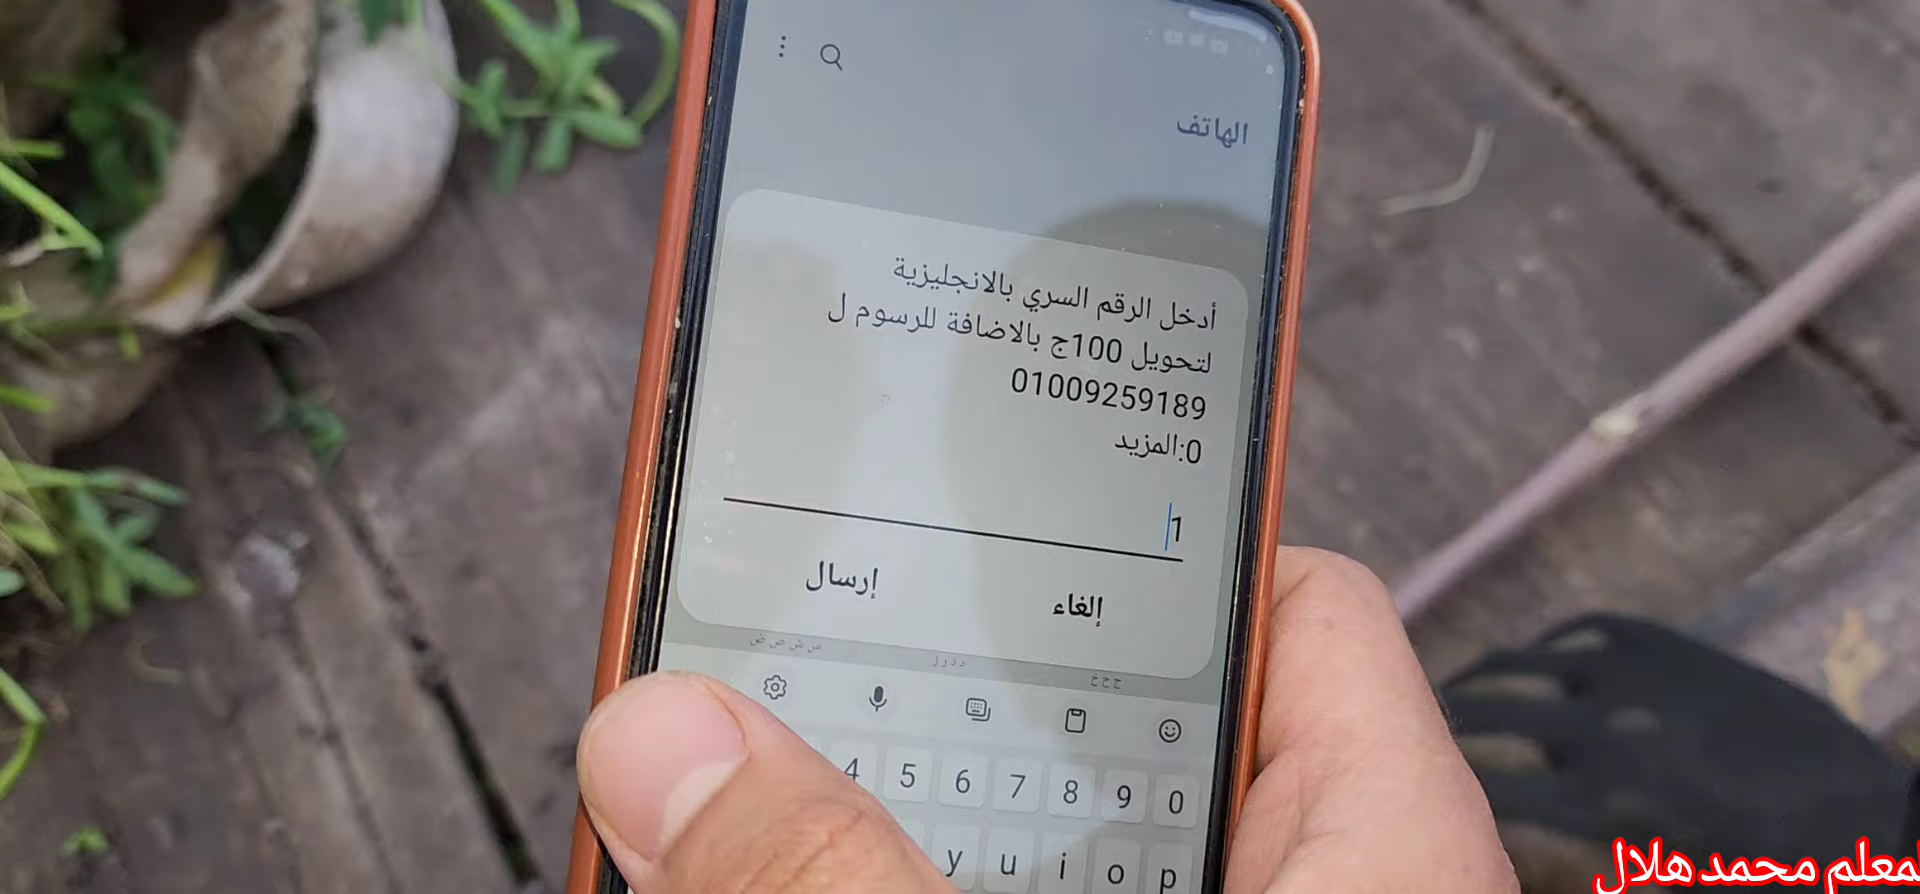 الهاتف
أدخل الرقم السري بالانجليزية
لتحويل 100ج بالاضافة للرسوم ل
01009259189
0:المزيد
1
إلغاء
إرسال
ض ص ش س
ر ز د ذ
خ ح ج
4 5 6 7 8 9 0
y u i o p
لمعلم محمد هلال